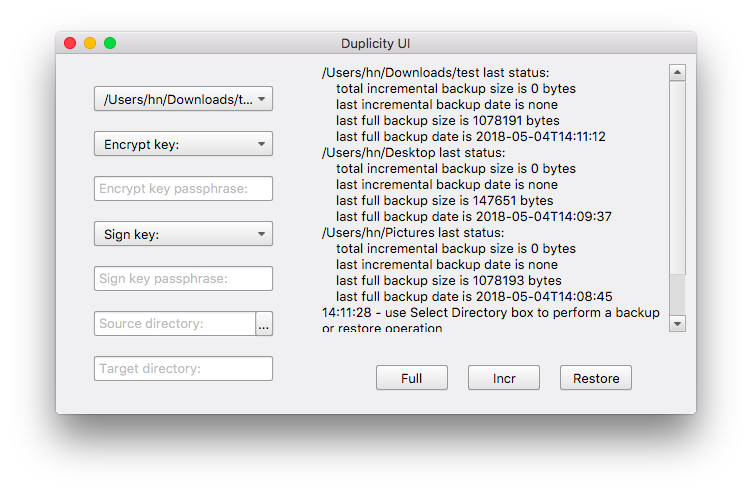 Duplicity UI
/Users/hn/Downloads/t...
Encrypt key:
Encrypt key passphrase:
Sign key:
Sign key passphrase:
Source directory:
...
Target directory:
/Users/hn/Downloads/test last status:
total incremental backup size is 0 bytes
last incremental backup date is none
last full backup size is 1078191 bytes
last full backup date is 2018-05-04T14:11:12
/Users/hn/Desktop last status:
total incremental backup size is 0 bytes
last incremental backup date is none
last full backup size is 147651 bytes
last full backup date is 2018-05-04T14:09:37
/Users/hn/Pictures last status:
total incremental backup size is 0 bytes
last incremental backup date is none
last full backup size is 1078193 bytes
last full backup date is 2018-05-04T14:08:45
14:11:28 - use Select Directory box to perform a backup
or restore operation
Full
Incr
Restore